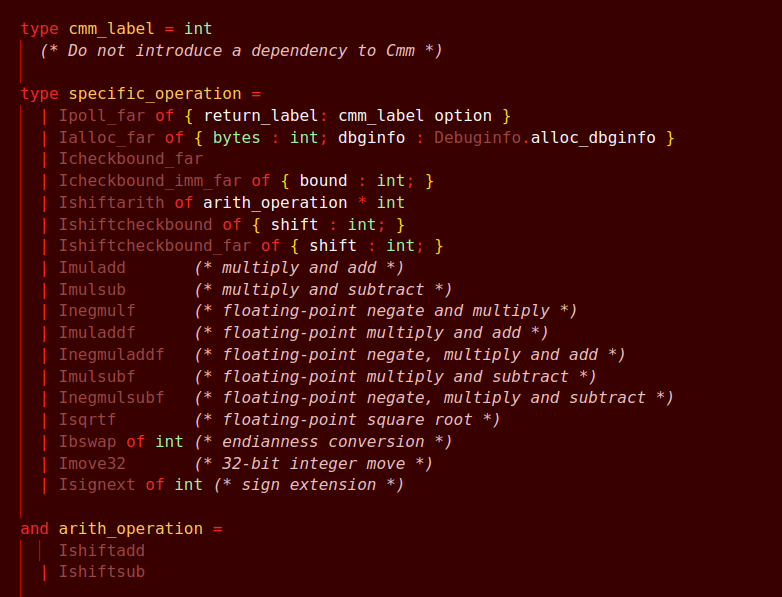 type cmm_label = int
  (* Do not introduce a dependency to Cmm *)

type specific_operation =
  | Ipoll_far of { return_label: cmm_label option }
  | Ialloc_far of { bytes : int; dbginfo : Debuginfo.alloc_dbginfo }
  | Icheckbound_far
  | Icheckbound_imm_far of { bound : int; }
  | Ishiftarith of arith_operation * int
  | Ishiftcheckbound of { shift : int; }
  | Ishiftcheckbound_far of { shift : int; }
  | Imuladd       (* multiply and add *)
  | Imulsub       (* multiply and subtract *)
  | Inegmulf      (* floating-point negate and multiply *)
  | Imuladdf      (* floating-point multiply and add *)
  | Inegmuladdf   (* floating-point negate, multiply and add *)
  | Imulsubf      (* floating-point multiply and subtract *)
  | Inegmulsubf   (* floating-point negate, multiply and subtract *)
  | Isqrtf        (* floating-point square root *)
  | Ibswap of int (* endianness conversion *)
  | Imove32       (* 32-bit integer move *)
  | Isignext of int (* sign extension *)

and arith_operation =
    Ishiftadd
  | Ishiftsub